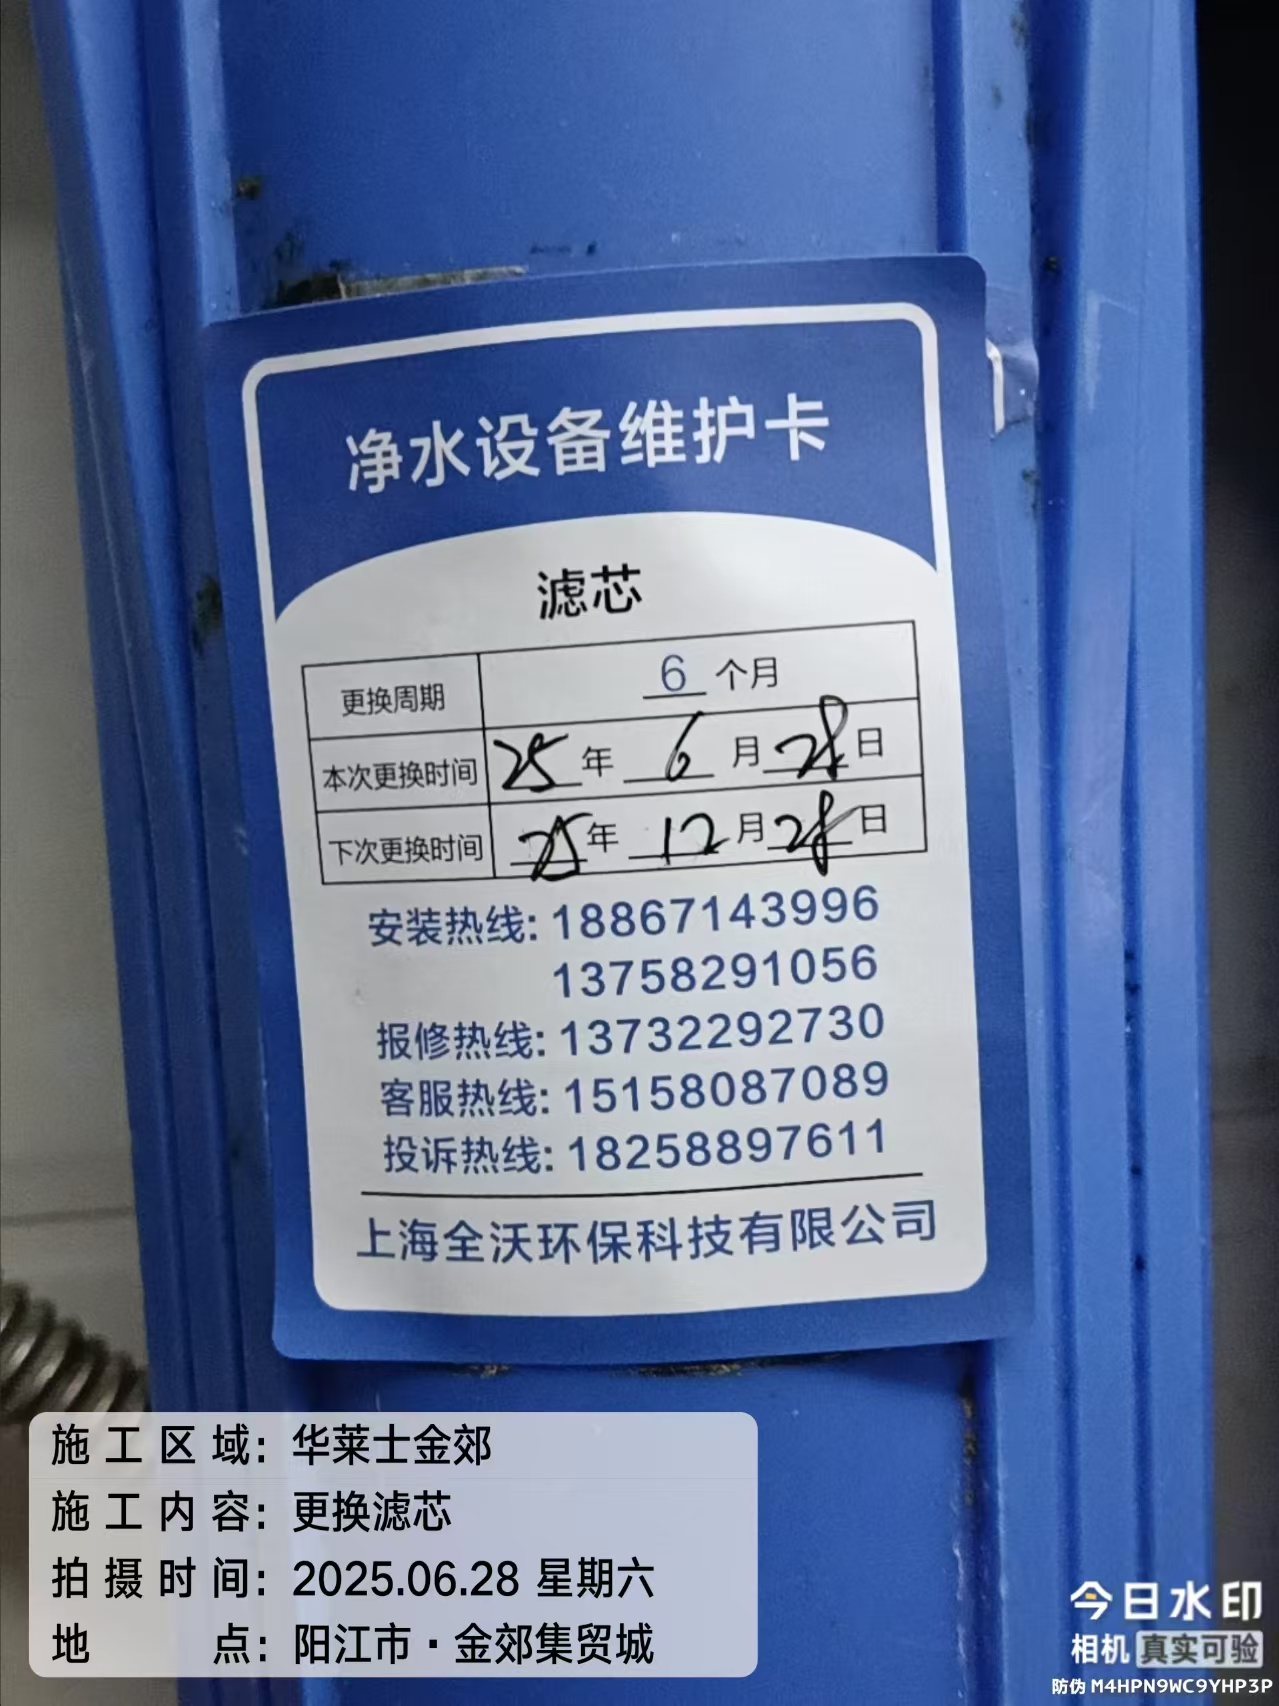 净水设备维护卡
滤芯
更换周期 6 个月
本次更换时间 25 年 6 月 28 日
下次更换时间 25 年 12 月 28 日
安装热线: 18867143996
13758291056
报修热线: 13732292730
客服热线: 15158087089
投诉热线: 18258897611
上海全沃环保科技有限公司
施工区域: 华莱士金郊
施工内容: 更换滤芯
拍摄时间: 2025.06.28 星期六
地点: 阳江市·金郊集贸城
今日水印
相机 真实可验
防伪 M4HPN9WC9YHP3P